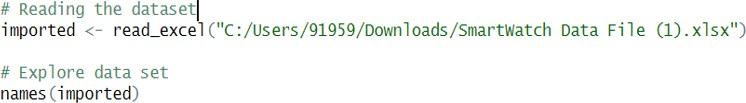 # Reading the dataset
imported <- read_excel("C:/Users/91959/Downloads/SmartWatch Data File (1).xlsx")
# Explore data set
names(imported)